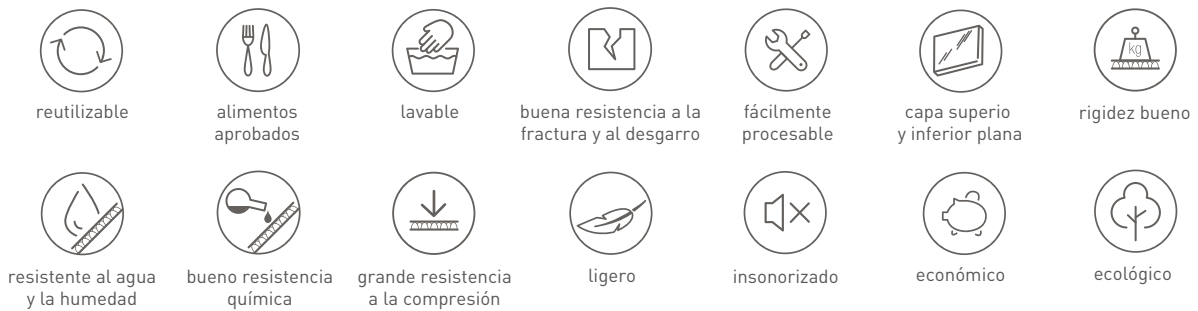 reutilizable
alimentos
aprobados
lavable
buena resistencia a la
fractura y al desgarro
fácilmente
procesable
capa superio
y inferior plana
kg
rigidez bueno
resistente al agua
y la humedad
bueno resistencia
química
grande resistencia
a la compresión
ligero
insonorizado
económico
ecológico